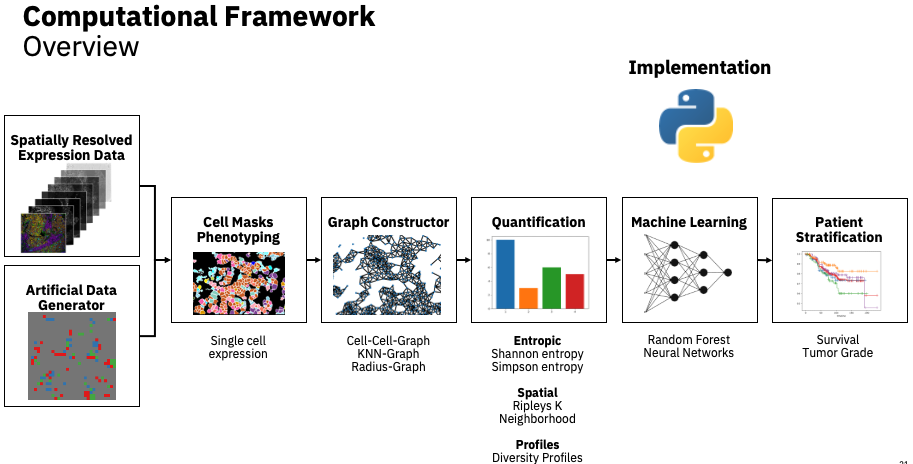 Computational Framework
Overview
Implementation
Spatially Resolved
Expression Data
Artificial Data
Generator
Cell Masks
Phenotyping
Single cell
expression
Graph Constructor
Cell-Cell-Graph
KNN-Graph
Radius-Graph
Quantification
Entropic
Shannon entropy
Simpson entropy
Spatial
Ripleys K
Neighborhood
Profiles
Diversity Profiles
Machine Learning
Random Forest
Neural Networks
Patient
Stratification
Survival
Tumor Grade